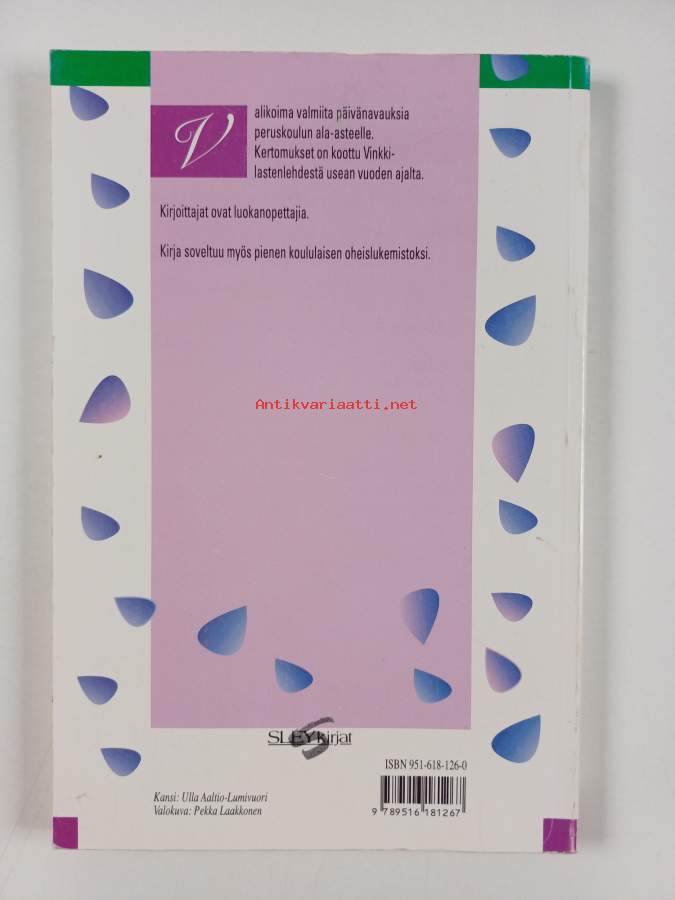 Valikoima valmiita päivänavauksia
peruskoulun ala-asteelle.
Kertomukset on koottu Vinkki-
lastenlehdestä usean vuoden ajalta.
Kirjoittajat ovat luokanopettajia.
Kirja soveltuu myös pienen koululaisen oheislukemistoksi.
Antikvariaatti.net
SLEY kirjat
ISBN 951-618-126-0
Kansi: Ulla Aaltio-Lumivuori
Valokuva: Pekka Laakkonen
9 789516 181267